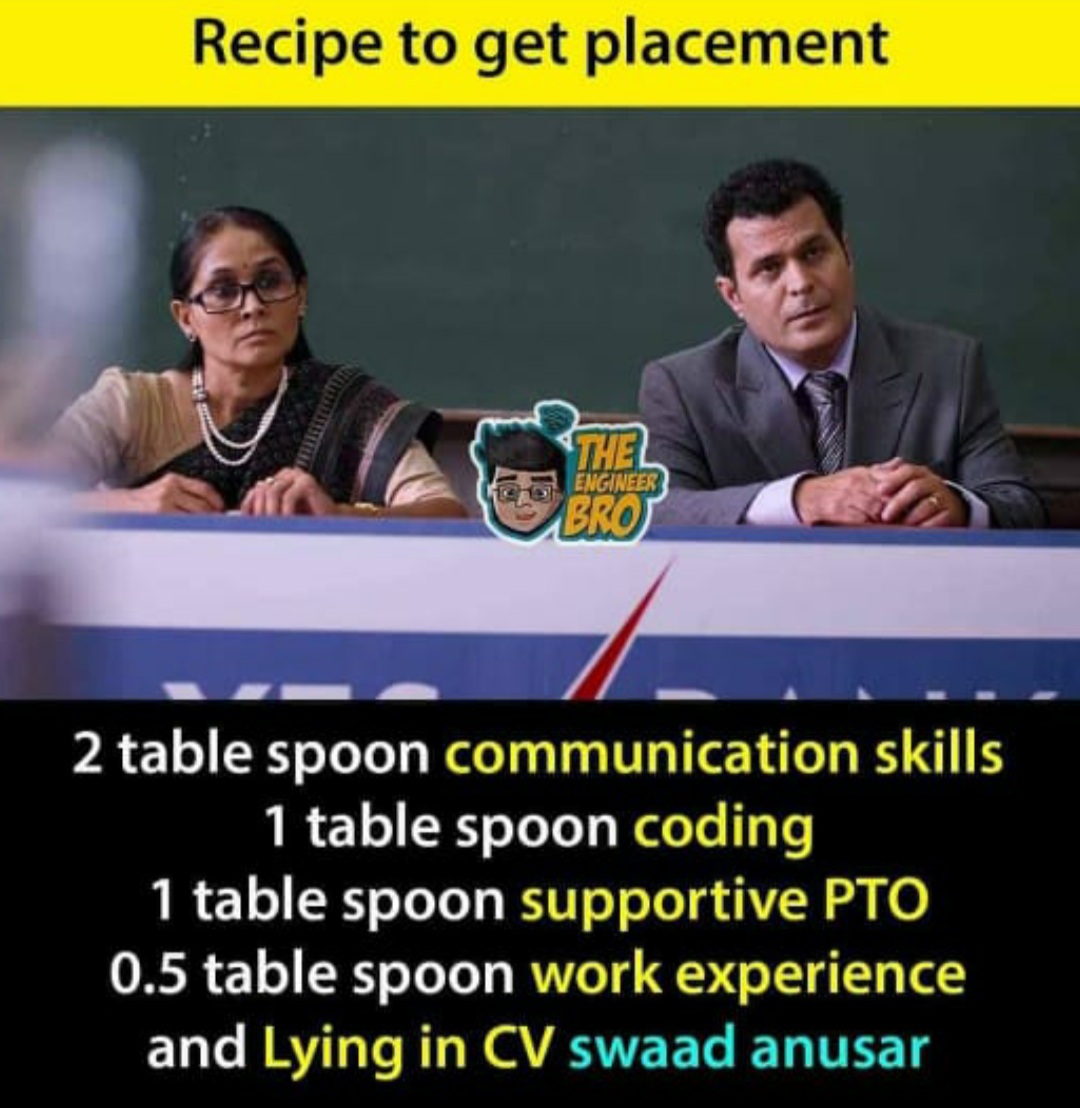 Recipe to get placement
THE
ENGINEER
BRO
2 table spoon communication skills
1 table spoon coding
1 table spoon supportive PTO
0.5 table spoon work experience
and Lying in CV swaad anusar